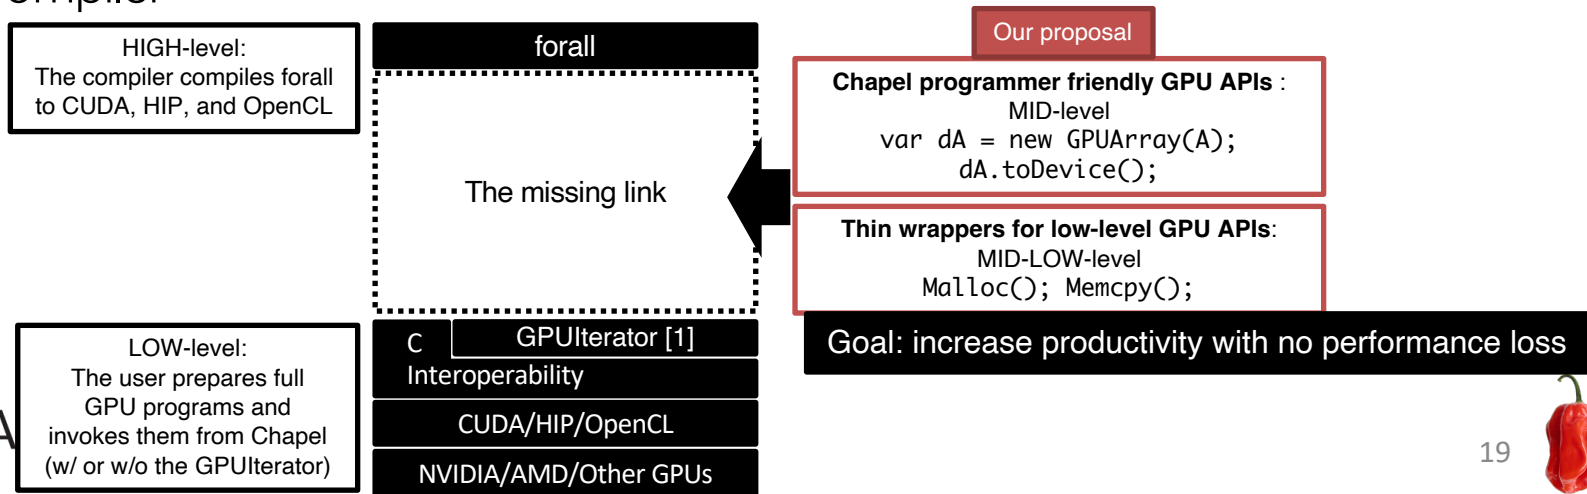 HIGH-level:
The compiler compiles forall
to CUDA, HIP, and OpenCL
forall
Our proposal
Chapel programmer friendly GPU APIs :
MID-level
var dA = new GPUArray(A);
dA.toDevice();
The missing link
Thin wrappers for low-level GPU APIs:
MID-LOW-level
Malloc(); Memcpy();
Goal: increase productivity with no performance loss
LOW-level:
The user prepares full
GPU programs and
invokes them from Chapel
(w/ or w/o the GPUIterator)
C
GPUIterator [1]
Interoperability
CUDA/HIP/OpenCL
NVIDIA/AMD/Other GPUs
A
19